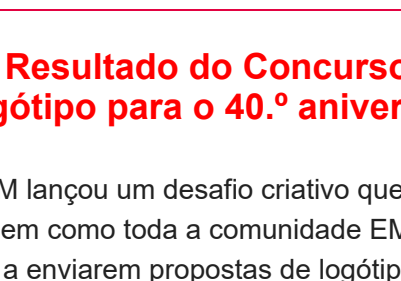 Resultado do Concurso
gótipo para o 40.º aniver
M lançou um desafio criativo que
em como toda a comunidade EM
a enviarem propostas de logótip